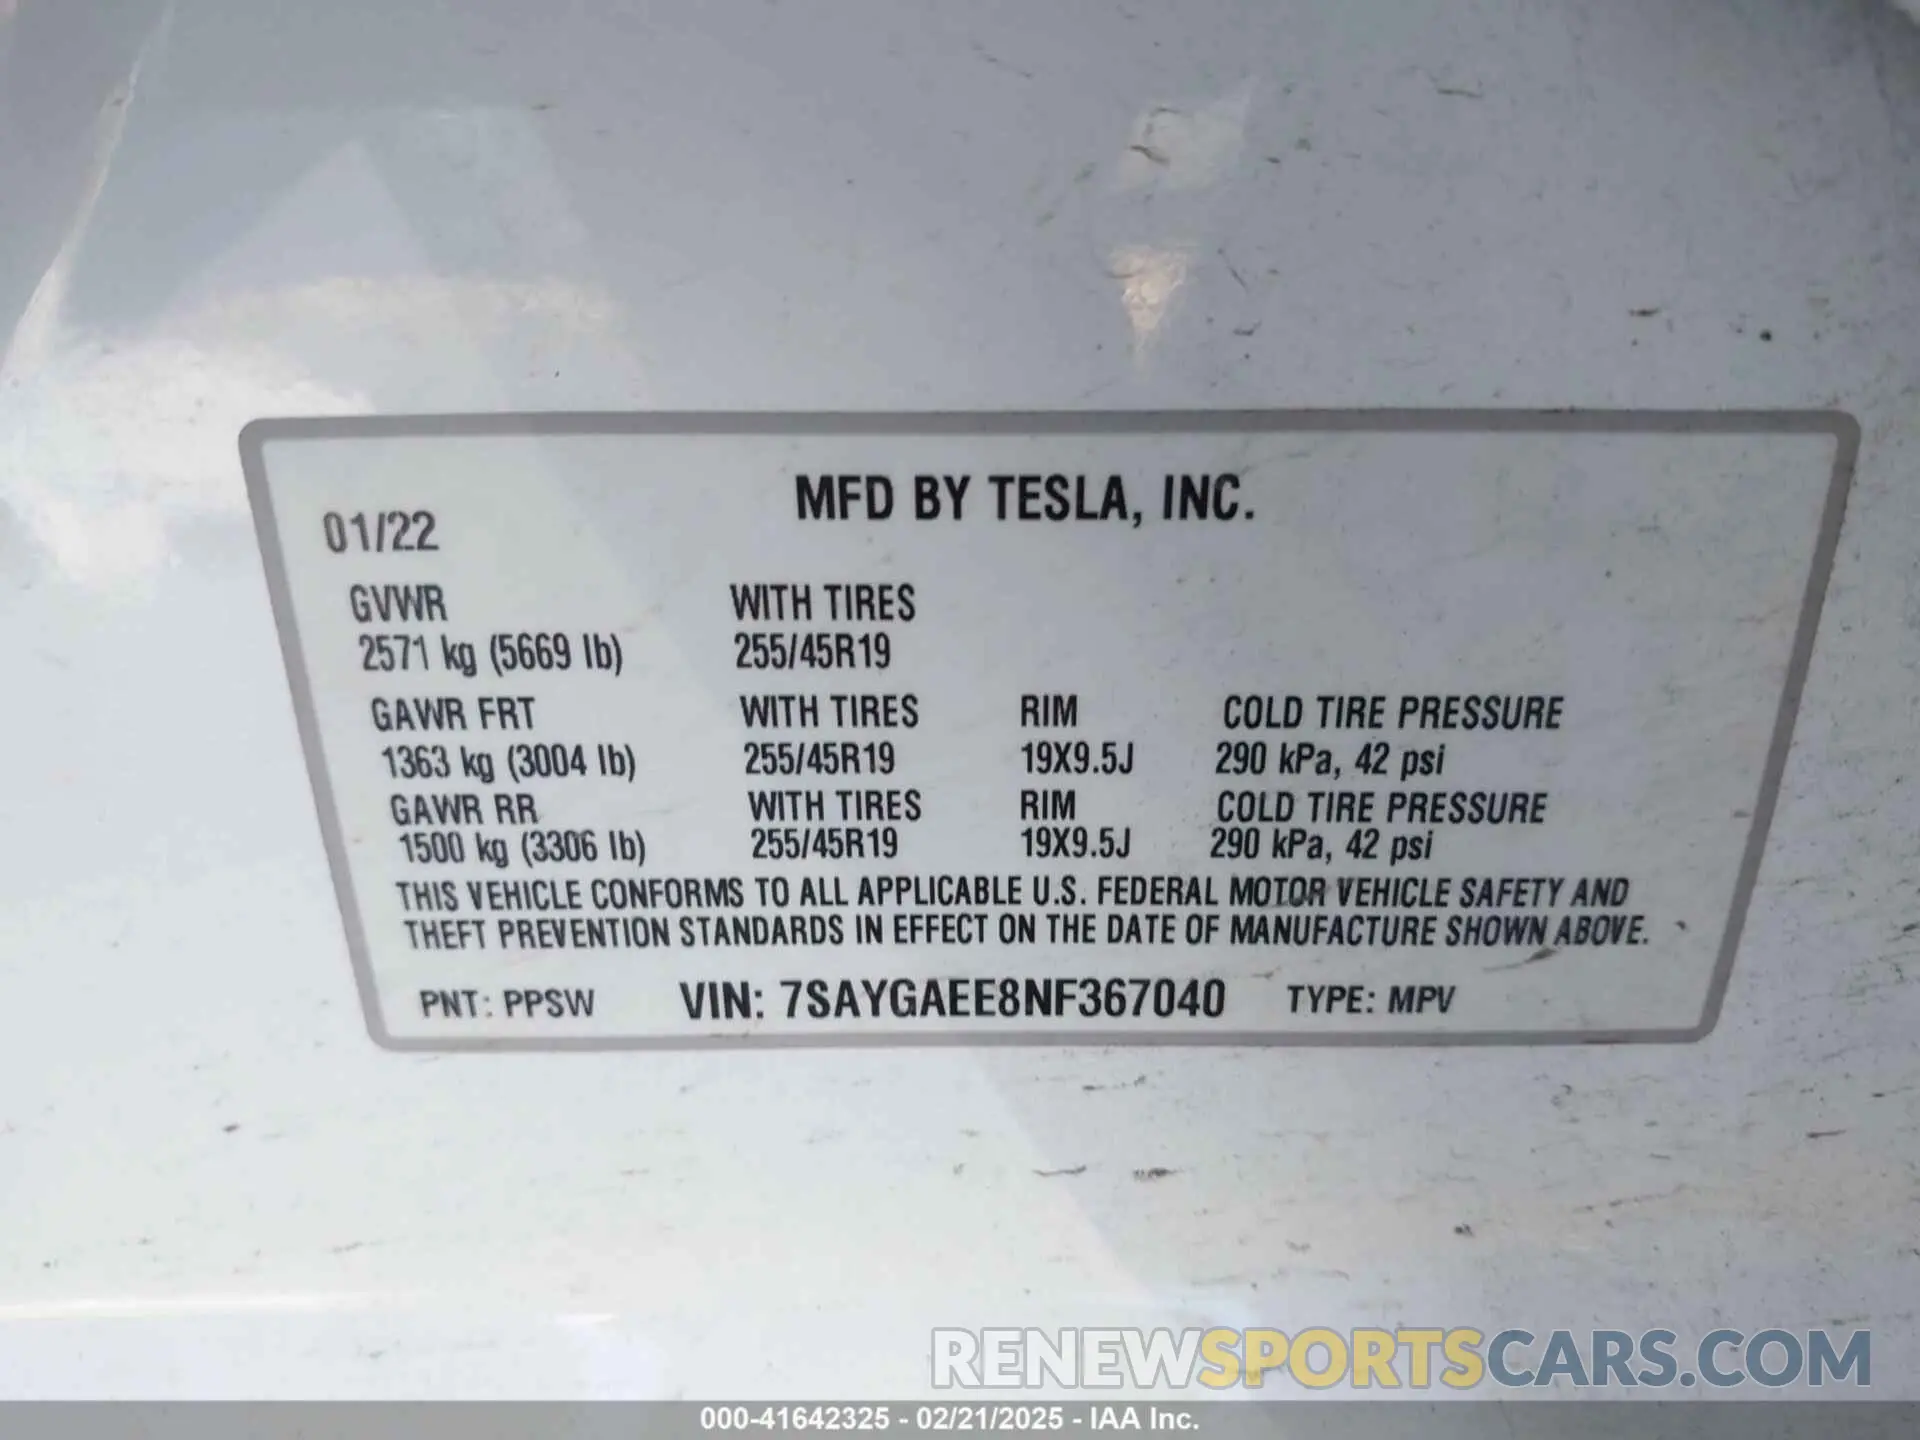 MFD BY TESLA, INC.
01/22
GVWR WITH TIRES
2571 kg (5669 lb) 255/45R19
GAWR FRT WITH TIRES RIM COLD TIRE PRESSURE
1363 kg (3004 lb) 255/45R19 19X9.5J 290 kPa, 42 psi
GAWR RR WITH TIRES RIM COLD TIRE PRESSURE
1500 kg (3306 lb) 255/45R19 19X9.5J 290 kPa, 42 psi
THIS VEHICLE CONFORMS TO ALL APPLICABLE U.S. FEDERAL MOTOR VEHICLE SAFETY AND
THEFT PREVENTION STANDARDS IN EFFECT ON THE DATE OF MANUFACTURE SHOWN ABOVE.
PNT: PPSW VIN: 7SAYGAEE8NF367040 TYPE: MPV
RENEWSPORTSCARS.COM
000-41642325 - 02/21/2025 - IAA Inc.